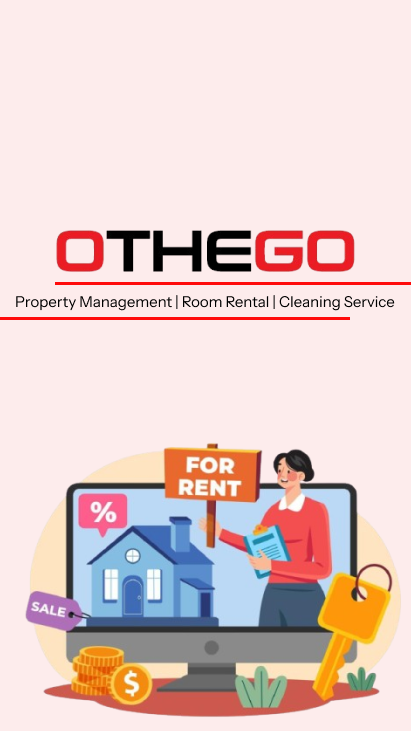 OTHEGO
Property Management | Room Rental | Cleaning Service
FOR
RENT
%
SALE
$